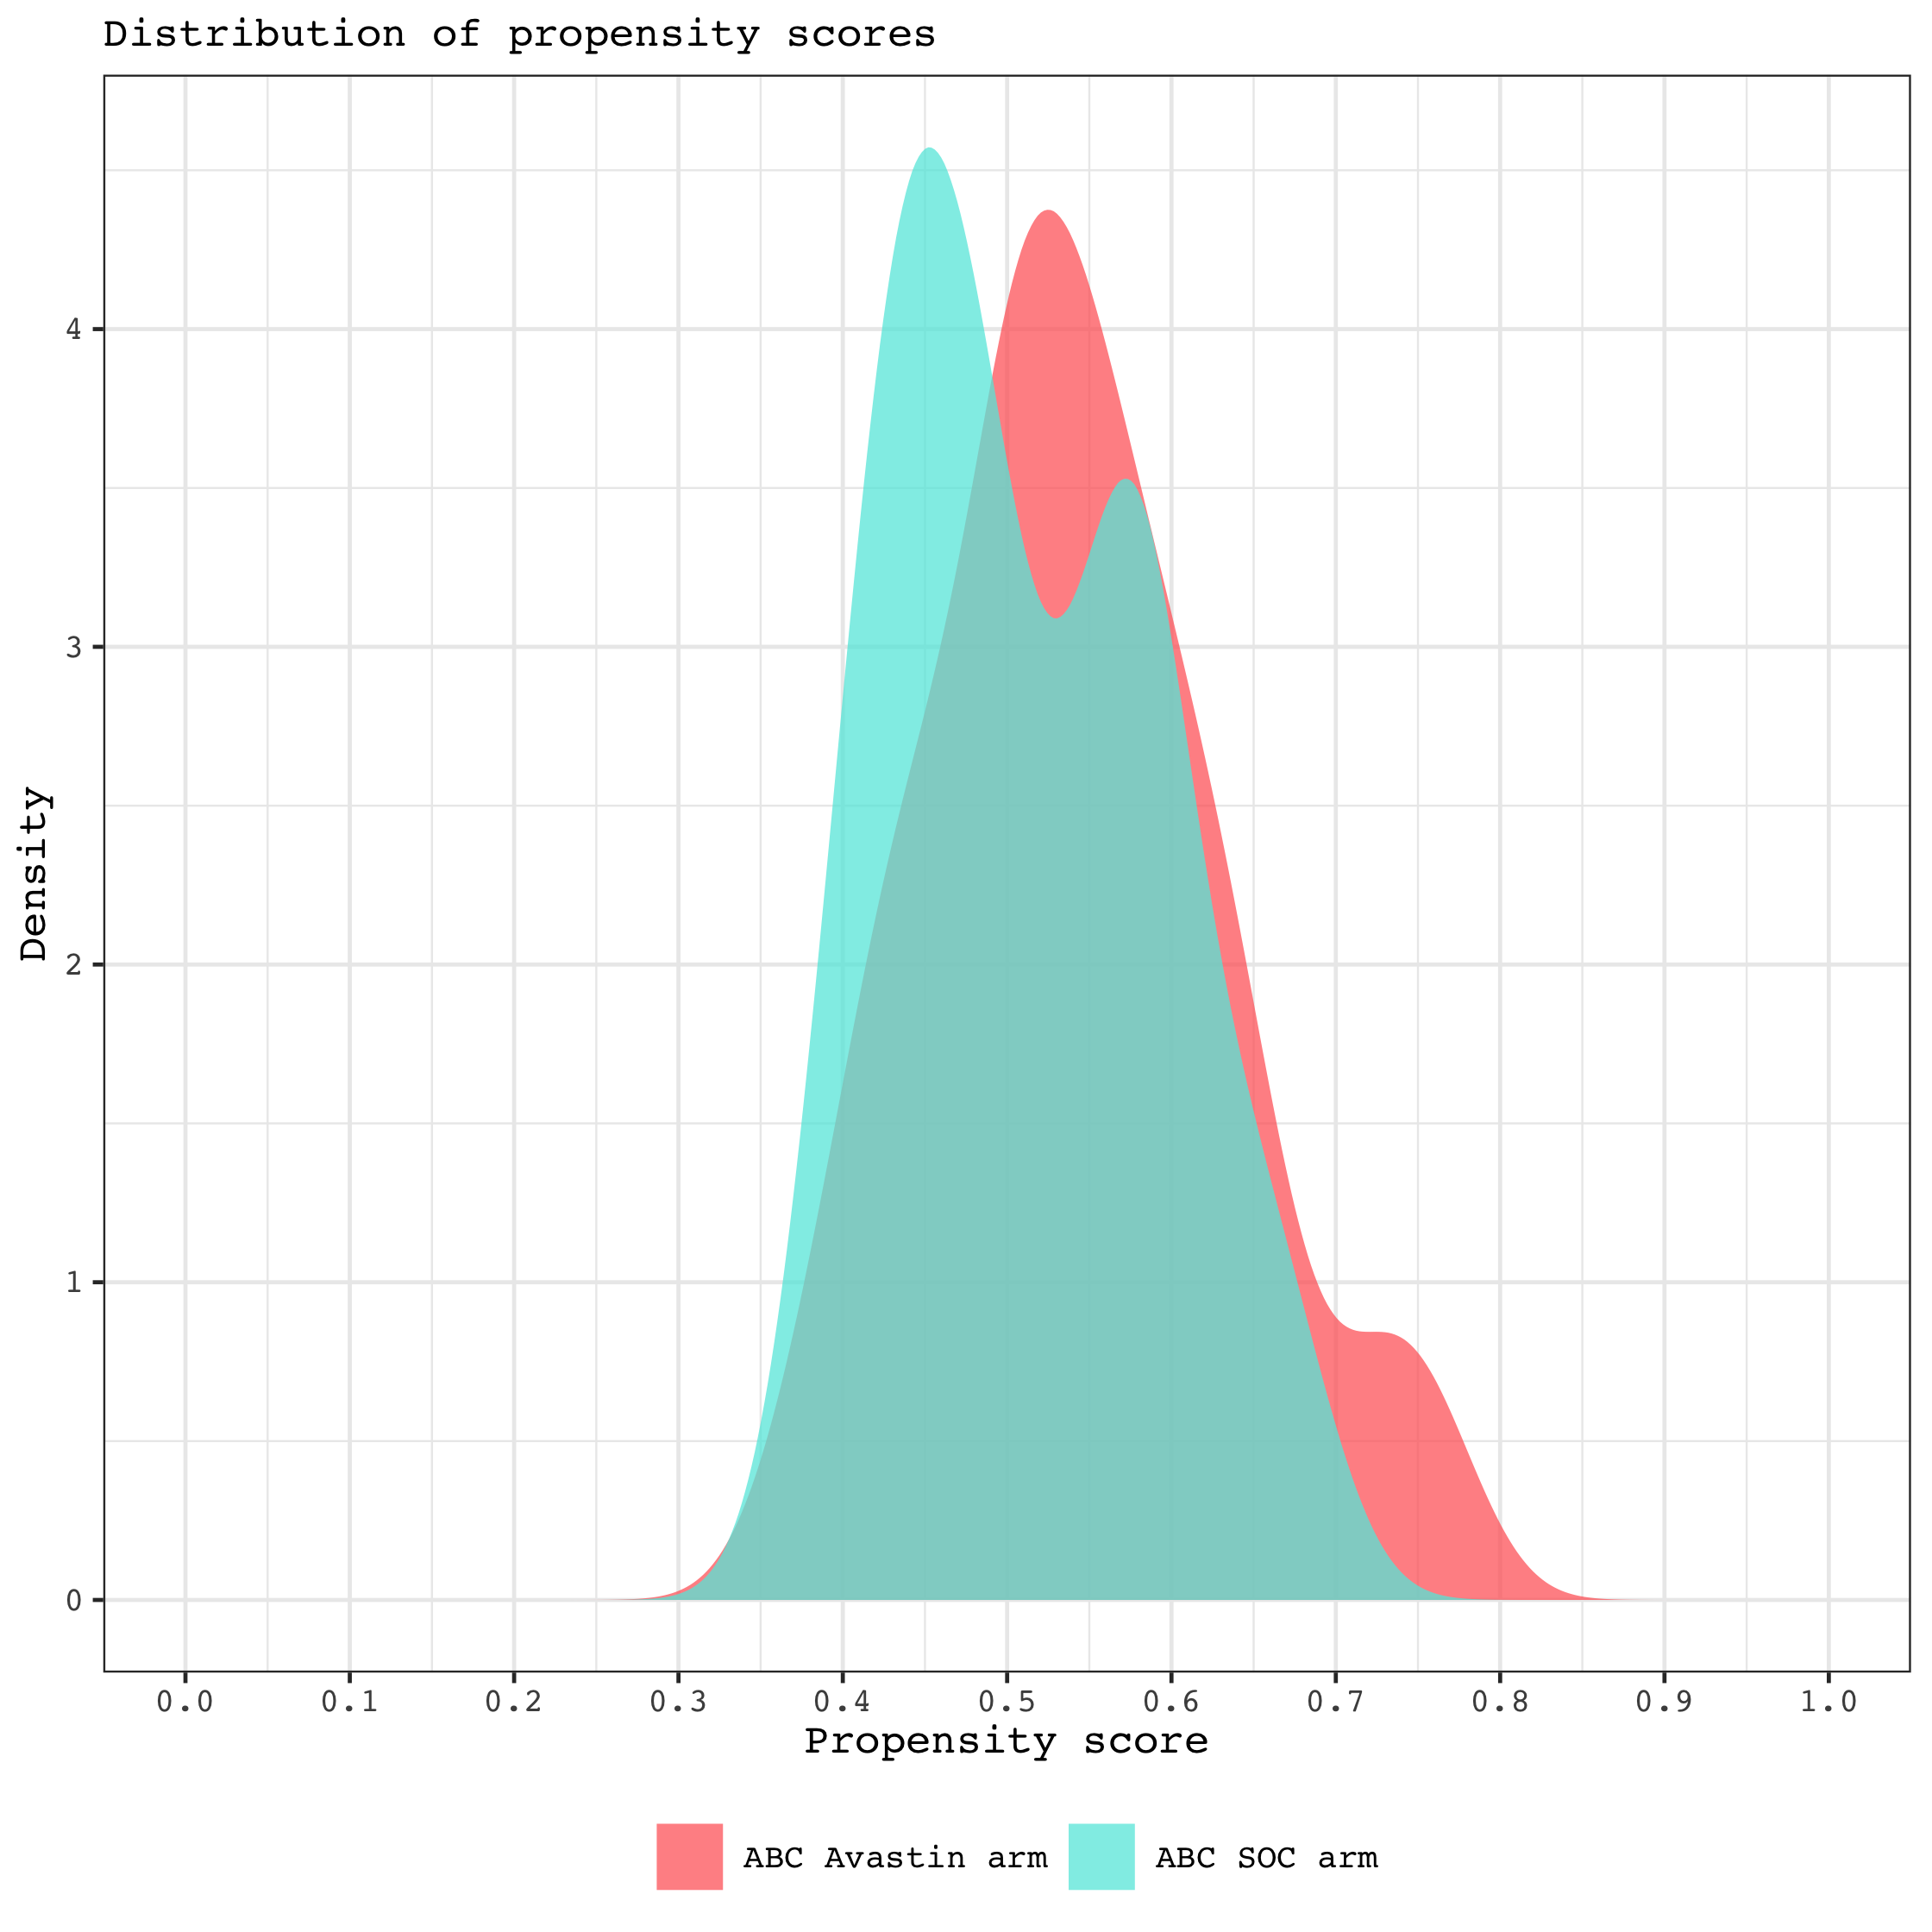 Distribution of propensity scores
Density
4
3
2
1
0
0.0 0.1 0.2 0.3 0.4 0.5 0.6 0.7 0.8 0.9 1.0
Propensity score
ABC Avastin arm ABC SOC arm